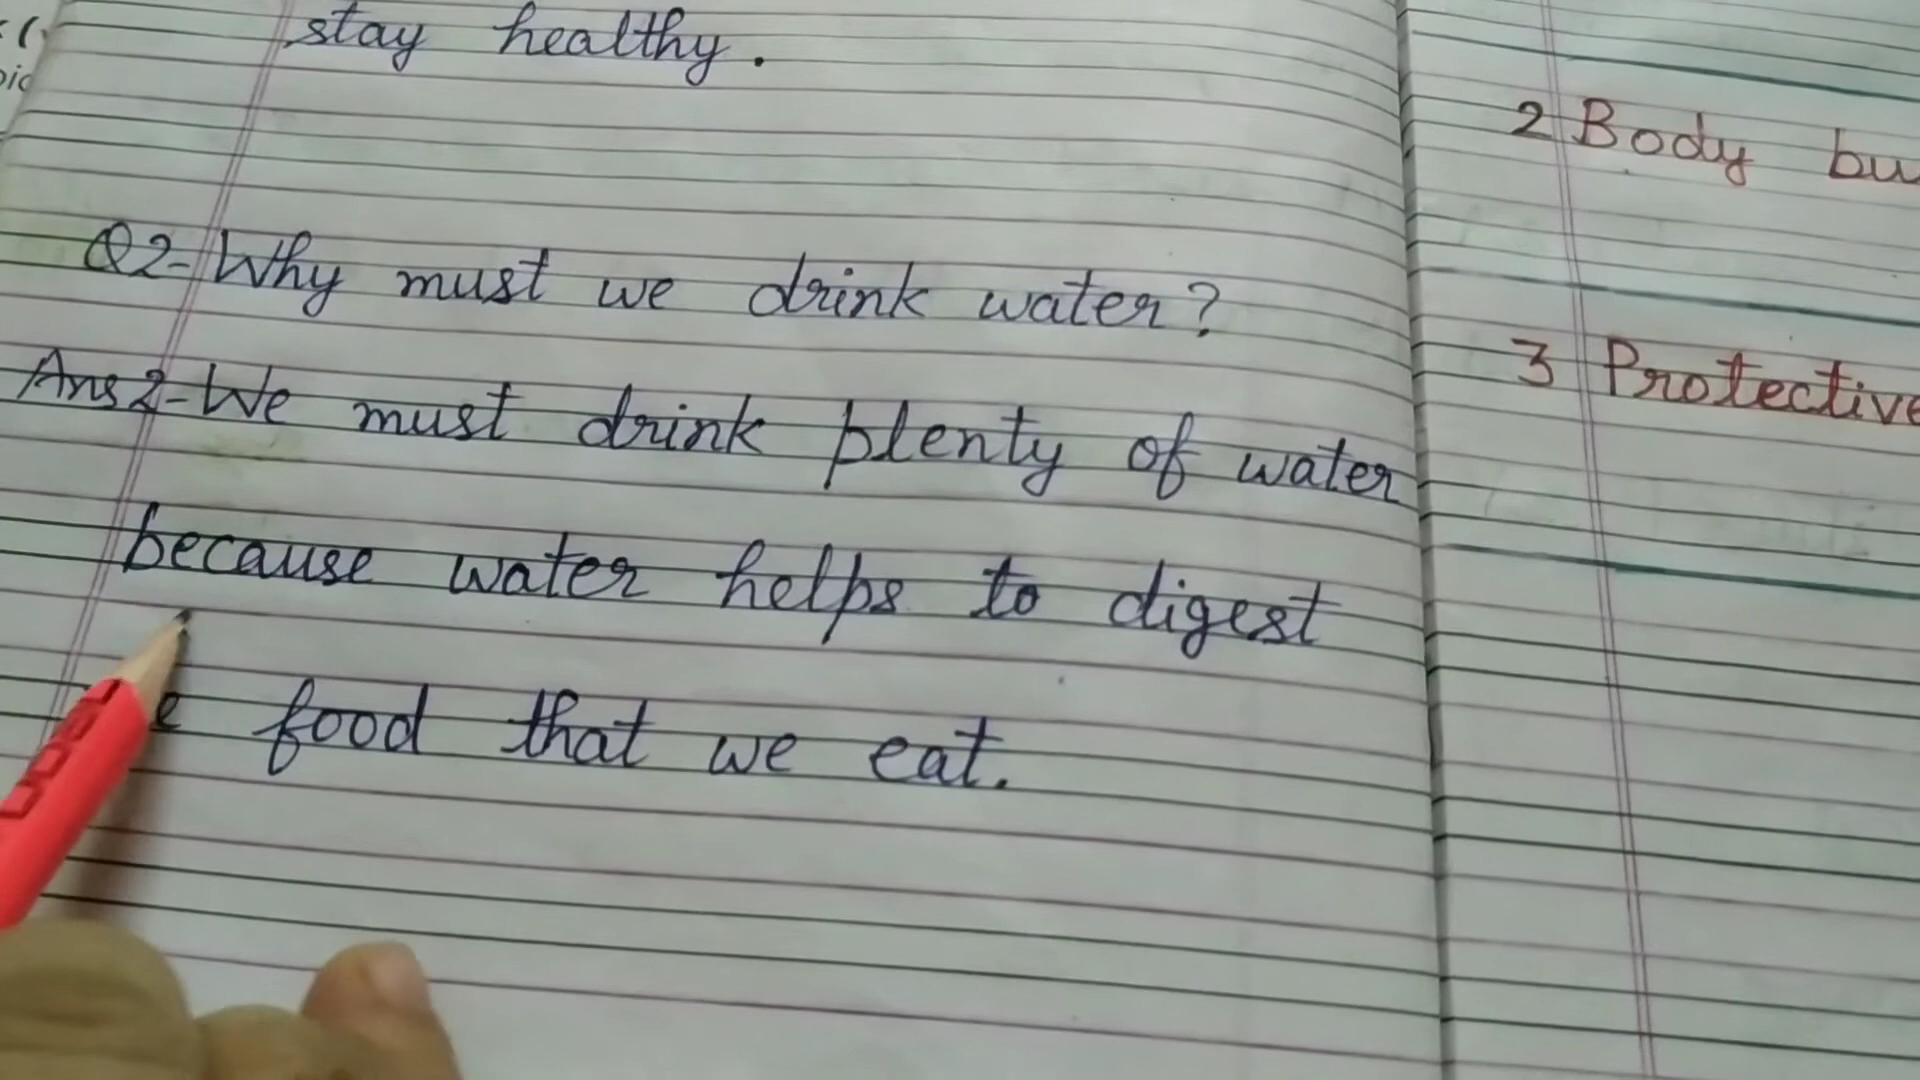 stay healthy.
Q2-Why must we drink water?
Ans2-We must drink plenty of water
because water helps to digest
food that we eat.
2 Body
3 Protective